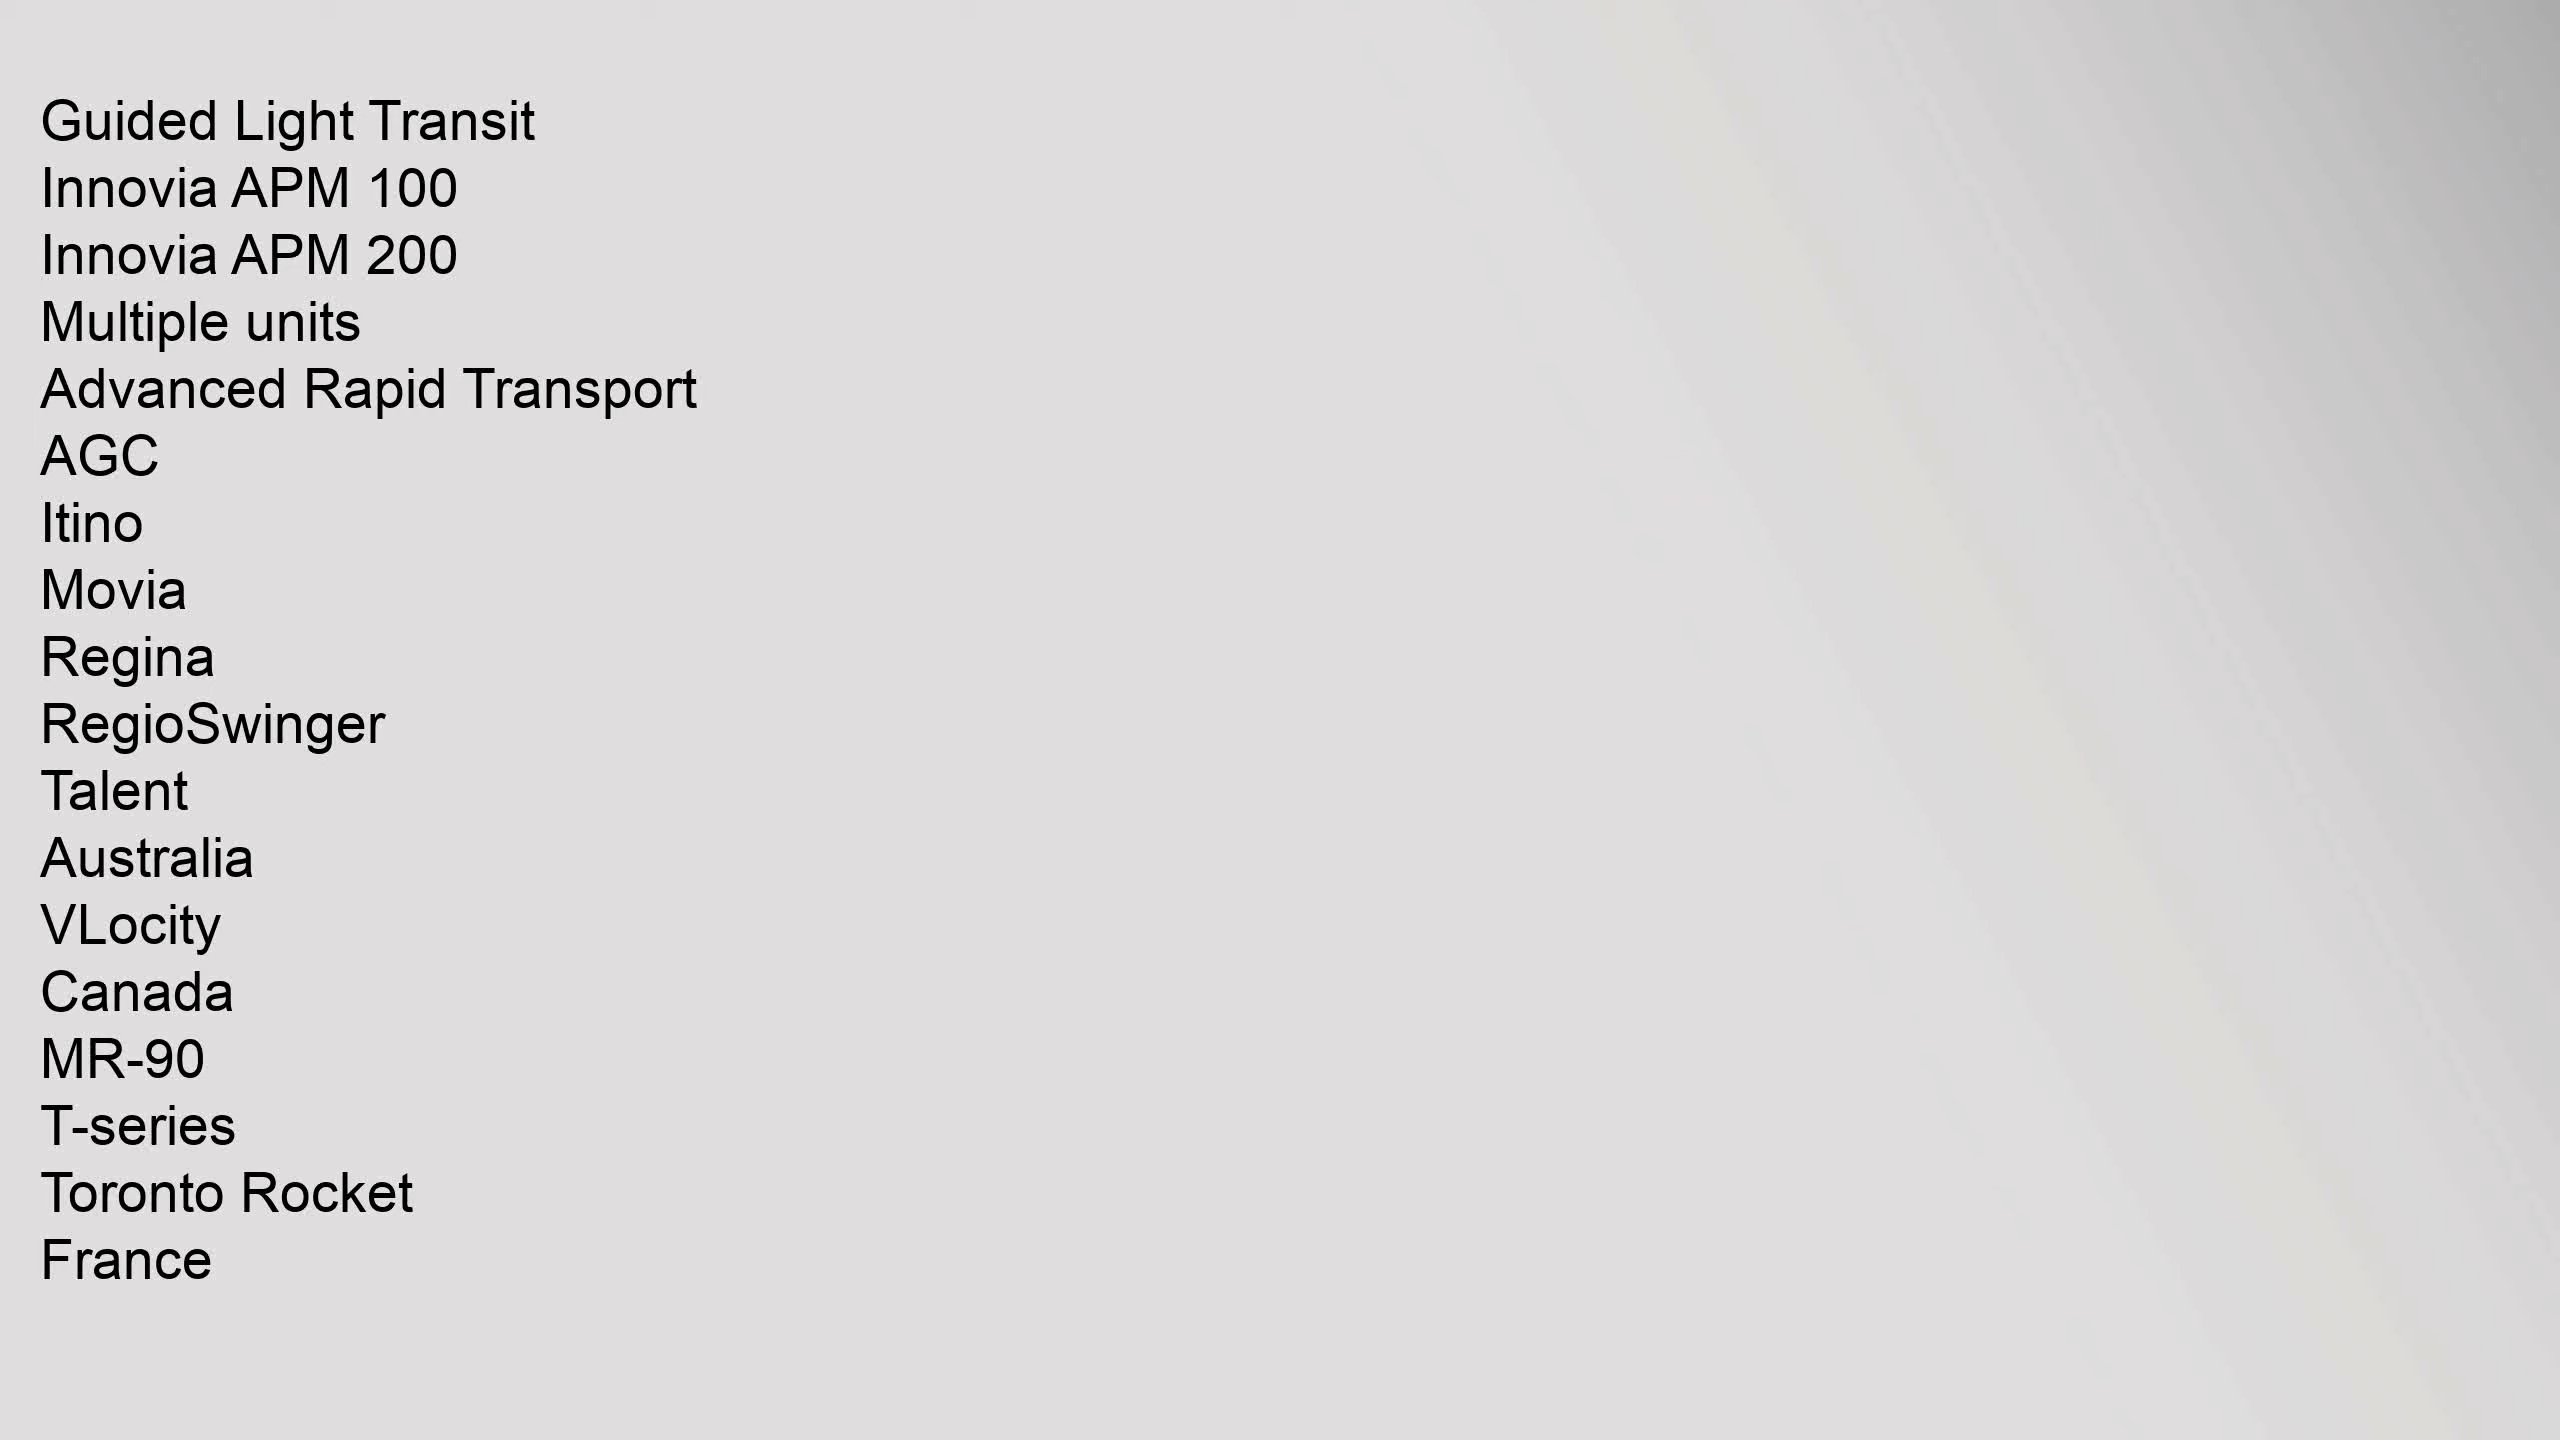 Guided Light Transit
Innovia APM 100
Innovia APM 200
Multiple units
Advanced Rapid Transport
AGC
Itino
Movia
Regina
RegioSwinger
Talent
Australia
VLocity
Canada
MR-90
T-series
Toronto Rocket
France